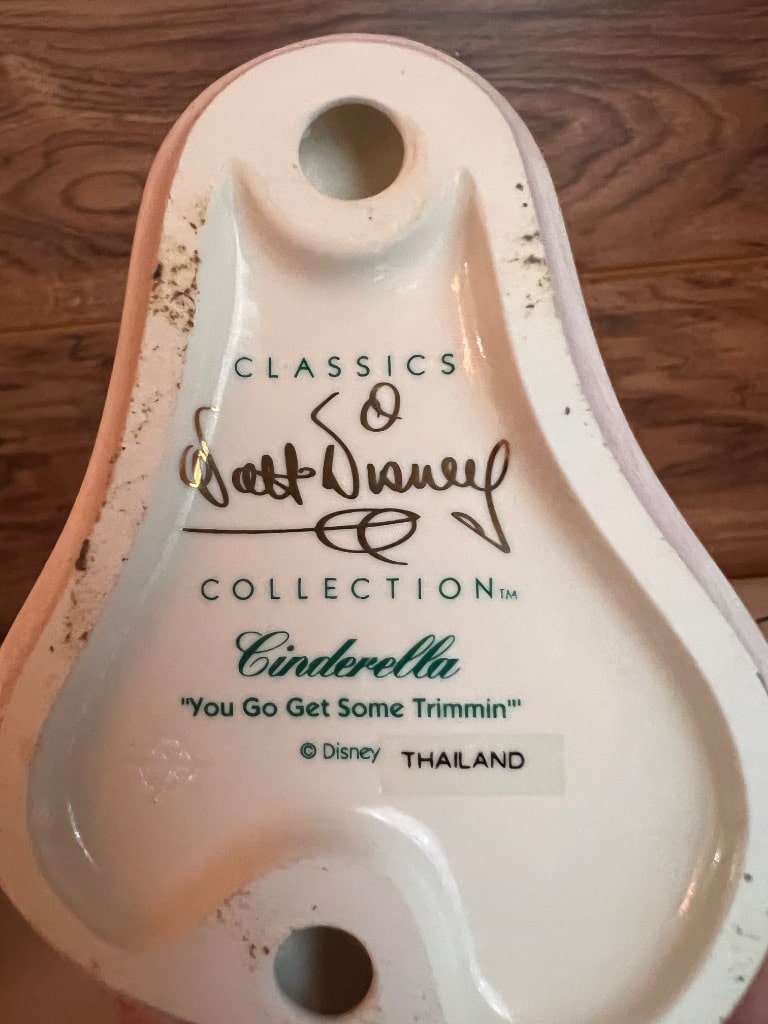 CLASSICS
Walt Disney
COLLECTION™
Cinderella
"You Go Get Some Trimmin'"
© Disney THAILAND